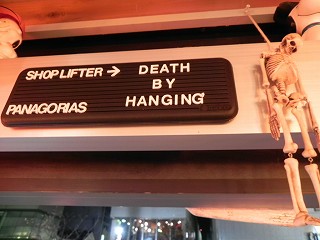 SHOPLIFTER → DEATH
BY
PANAGORIAS HANGING